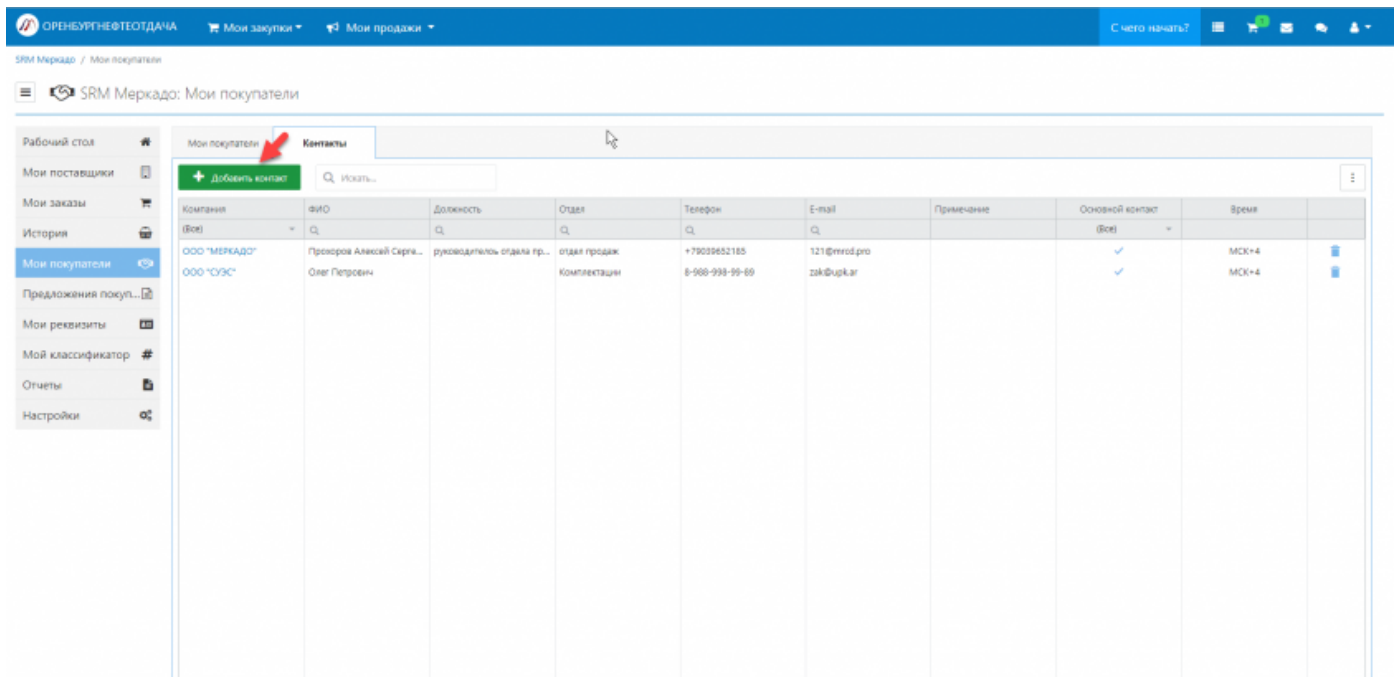 ОРЕНБУРГНЕФТЕОТДАЧА Мои закупки Мои продажи С чего начать? 1
SRM Меркадо / Мои покупатели
SRM Меркадо: Мои покупатели
Рабочий стол
Мои поставщики
Мои заказы
История
Мои покупатели
Предложения покуп...
Мои реквизиты
Мой классификатор
Отчеты
Настройки
Мои покупатели Контакты
Добавить контакт Искать...
Компания ФИО Должность Отдел Телефон E-mail Примечание Основной контакт Время
(Все) (Все)
ООО "МЕРКАДО" Прохоров Алексей Серге... руководитель отдела пр... отдел продаж +79039652185 121@mrod.pro МСК+4
ООО "СУЭС" Олег Петрович Комплектации 8-988-998-99-89 zak@upk.ar МСК+4